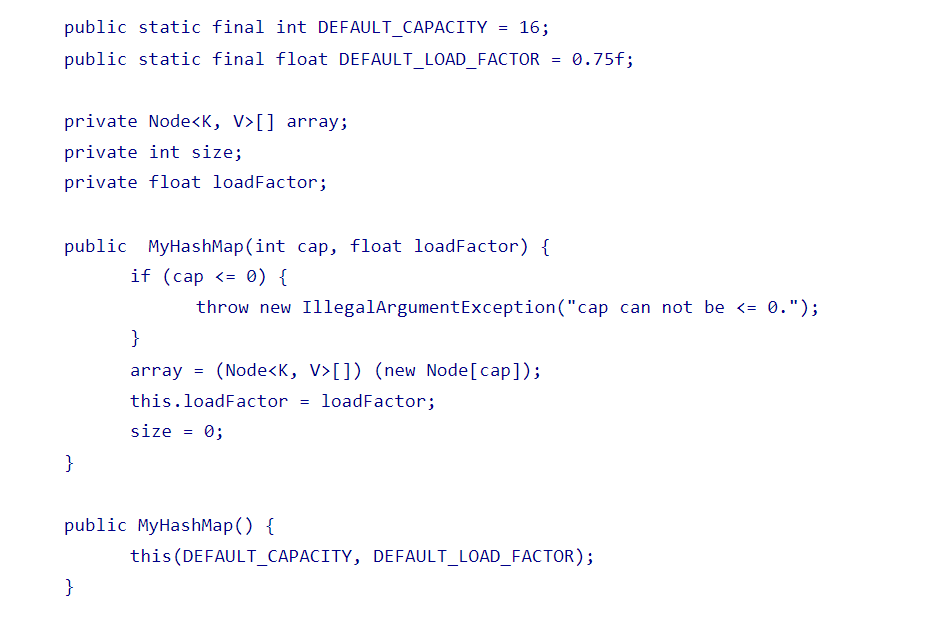 public static final int DEFAULT_CAPACITY = 16;
public static final float DEFAULT_LOAD_FACTOR = 0.75f;
private Node<K, V>[] array;
private int size;
private float loadFactor;
public  MyHashMap(int cap, float loadFactor) {
if (cap <= 0) {
throw new IllegalArgumentException("cap can not be <= 0.");
}
array = (Node<K, V>[]) (new Node[cap]);
this.loadFactor = loadFactor;
size = 0;
}
public MyHashMap() {
this(DEFAULT_CAPACITY, DEFAULT_LOAD_FACTOR);
}